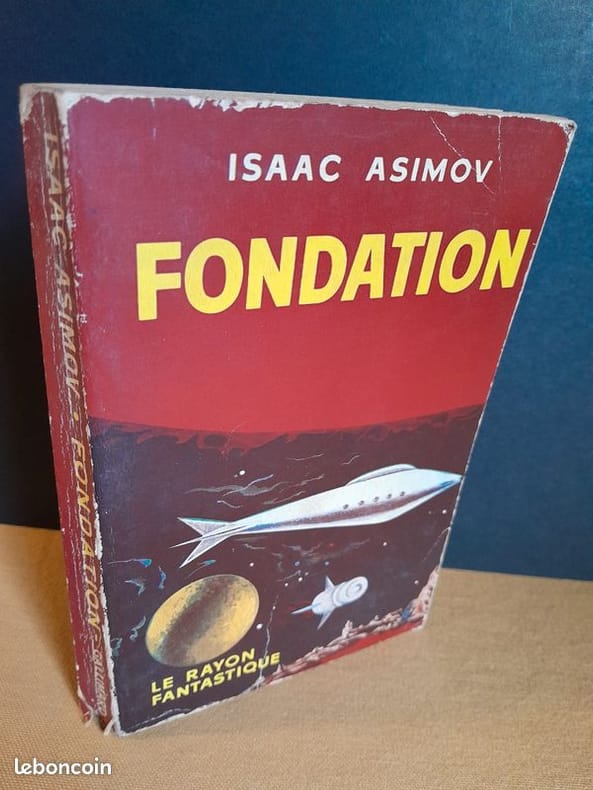 ISAAC ASIMOV
FONDATION
LE RAYON
FANTASTIQUE
ISAAC ASIMOV • FONDATION
leboncoin